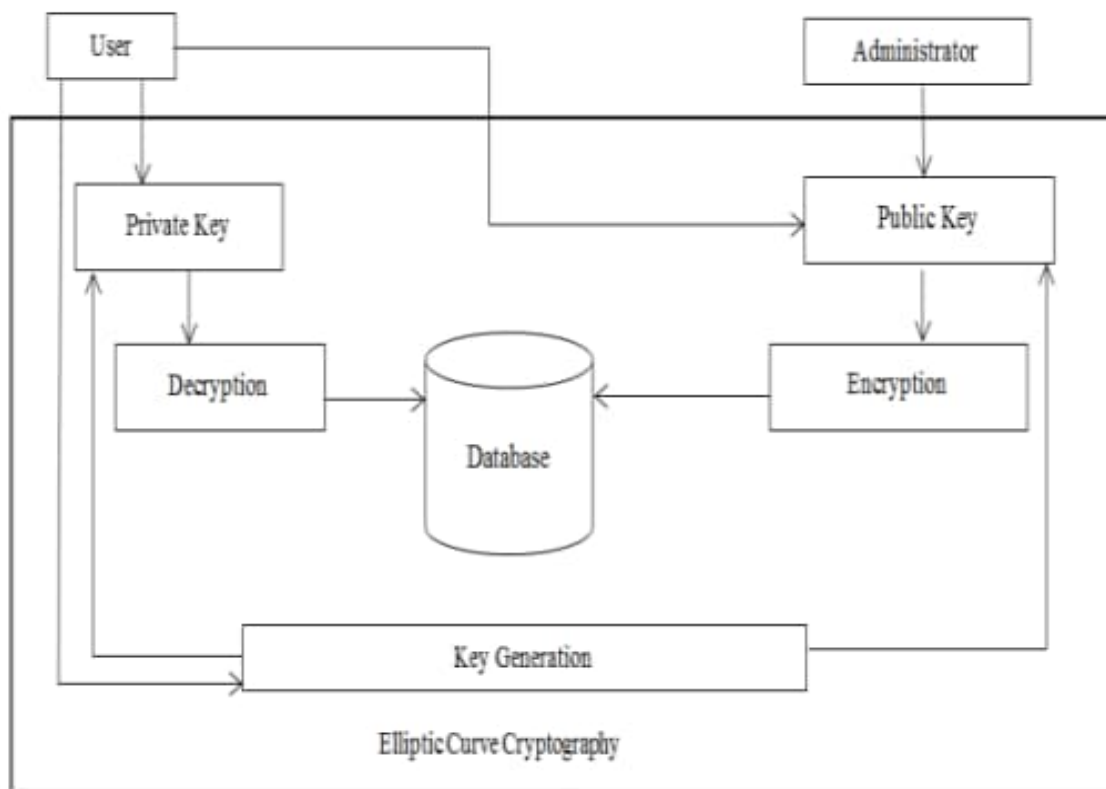 User
Administrator
Private Key
Public Key
Decryption
Encryption
Database
Key Generation
Elliptic Curve Cryptography